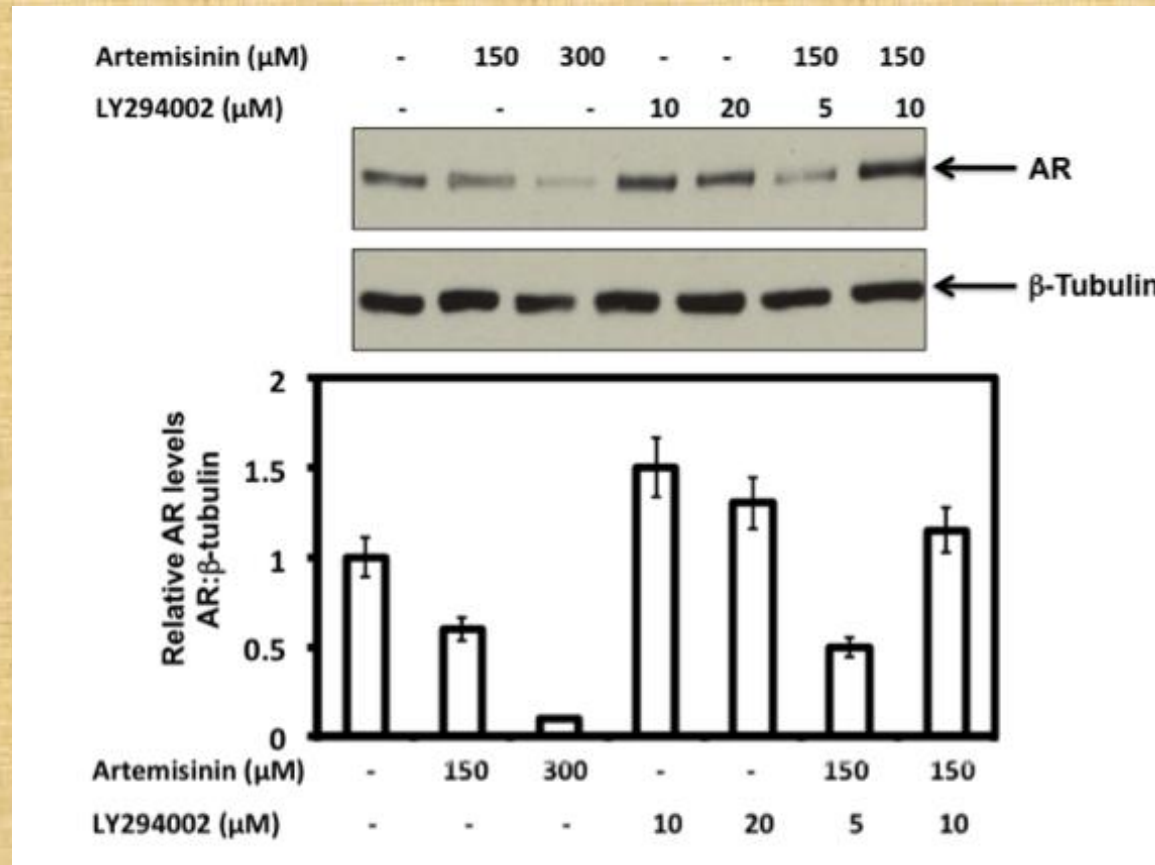 Artemisinin (μM) - 150 300 - - 150 150
LY294002 (μM) - - - 10 20 5 10
AR
β-Tubulin
2
1.5
1
0.5
0
Relative AR levels
AR:β-tubulin
Artemisinin (μM) - 150 300 - - 150 150
LY294002 (μM) - - - 10 20 5 10